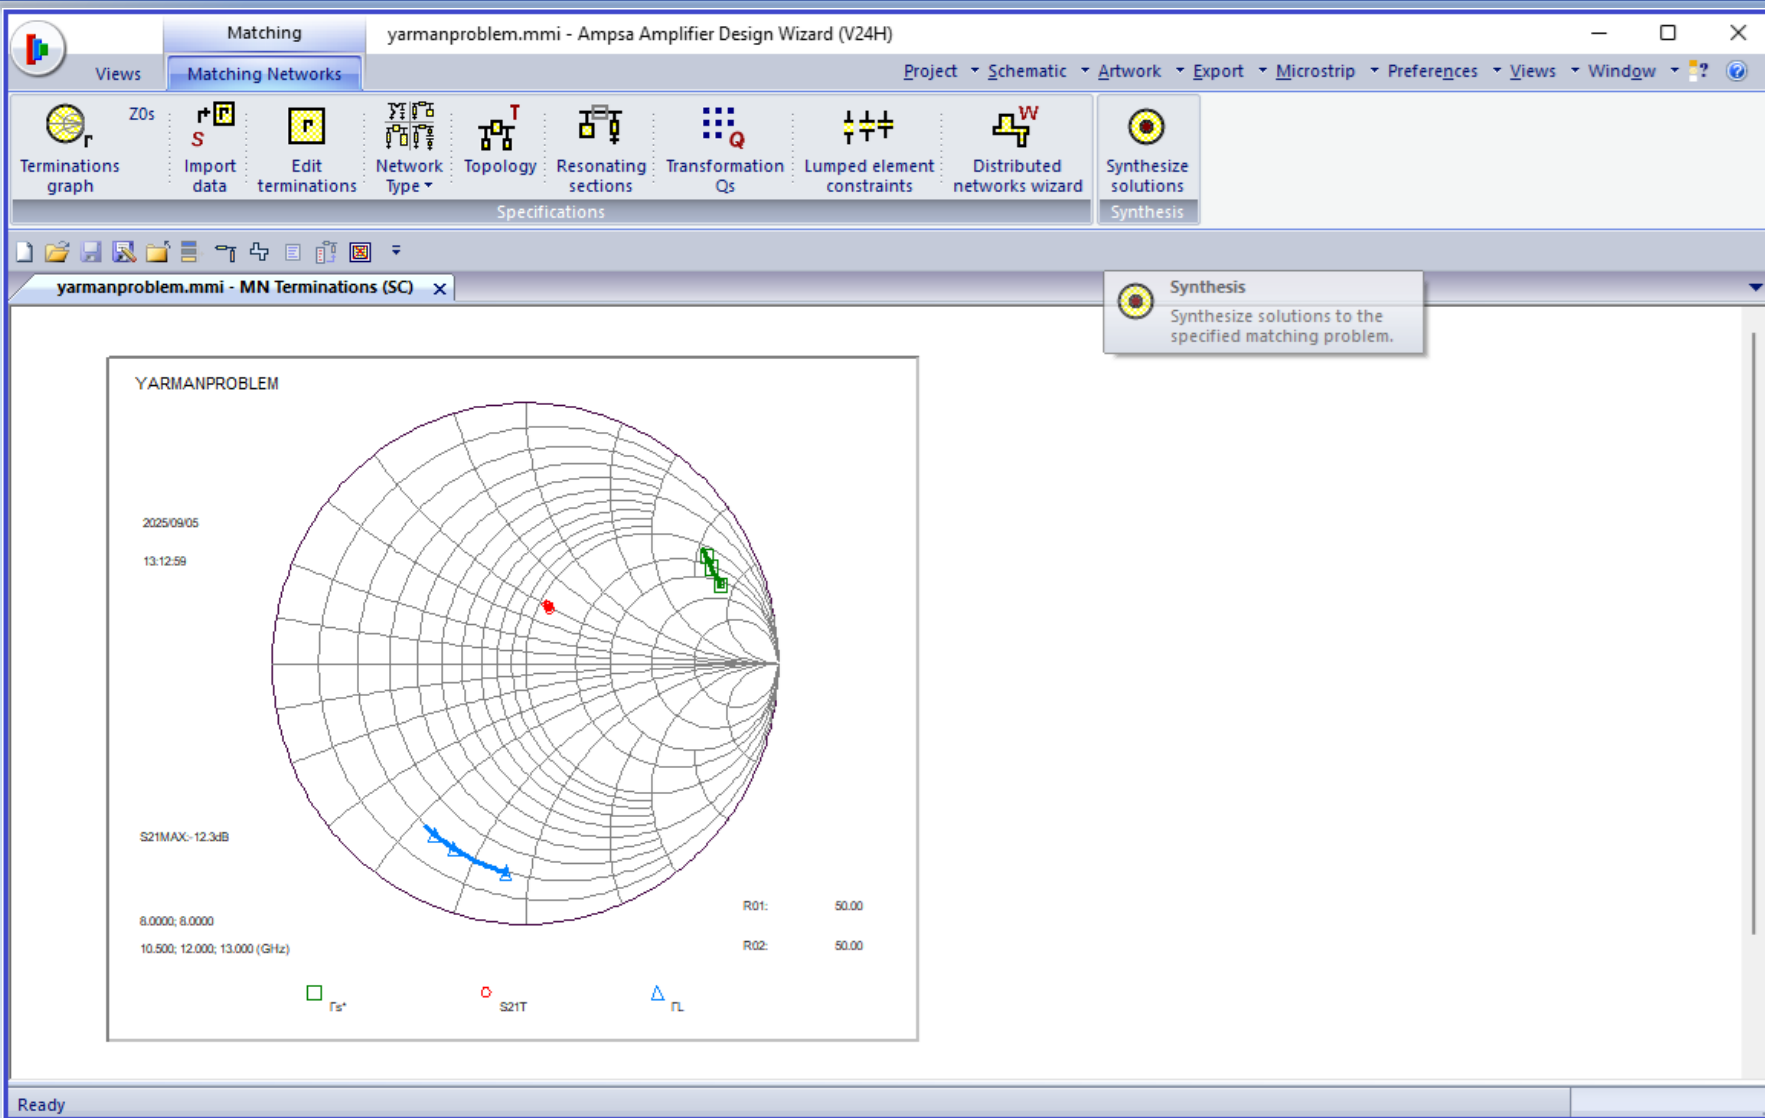 Matching
yarmanproblem.mmi - Ampsa Amplifier Design Wizard (V24H)
Views
Matching Networks
Project
Schematic
Artwork
Export
Microstrip
Preferences
Views
Window
?
Terminations
graph
Z0s
Import
data
Edit
terminations
Network
Type
Topology
Resonating
sections
Transformation
Qs
Lumped element
constraints
Distributed
networks wizard
Synthesize
solutions
Specifications
Synthesis
yarmanproblem.mmi - MN Terminations (SC)
Synthesis
Synthesize solutions to the
specified matching problem.
YARMANPROBLEM
2025/09/05
13:12:59
S21MAX:-12.3dB
8.0000; 8.0000
10.500; 12.000; 13.000 (GHz)
R01: 50.00
R02: 50.00
Γs*
S21T
ΓL
Ready